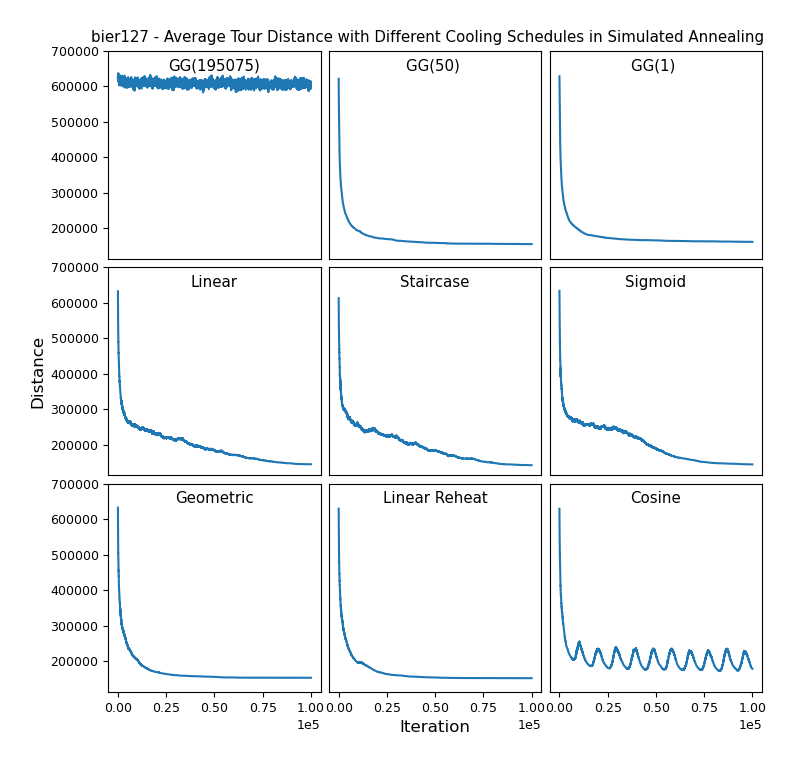 bier127 - Average Tour Distance with Different Cooling Schedules in Simulated Annealing
700000
600000
500000
400000
300000
200000
GG(195075)
GG(50)
GG(1)
700000
600000
500000
400000
300000
200000
Linear
Staircase
Sigmoid
Distance
700000
600000
500000
400000
300000
200000
Geometric
Linear Reheat
Cosine
0.00 0.25 0.50 0.75 1.00
1e5
0.00 0.25 0.50 0.75 1.00
1e5
0.00 0.25 0.50 0.75 1.00
1e5
Iteration